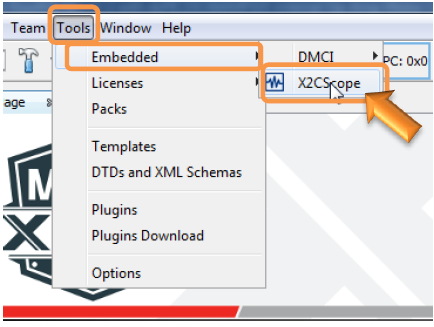 Team Tools Window Help
Embedded
DMCI
PC: 0x0
Licenses
X2CScope
age
Packs
Templates
DTDs and XML Schemas
Plugins
Plugins Download
Options
M
X